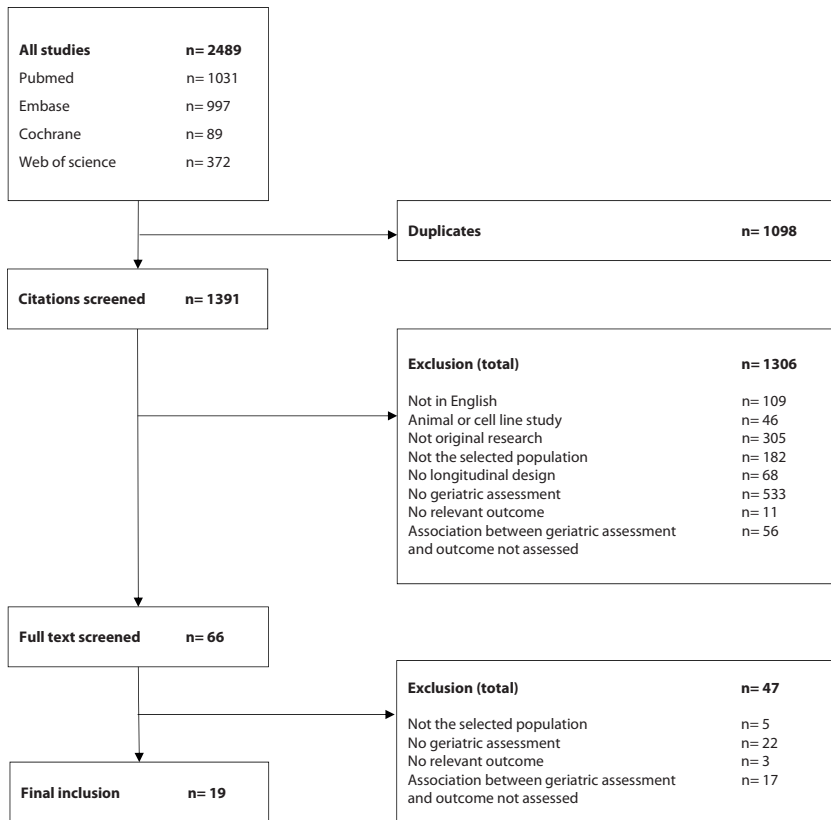 All studies n= 2489
Pubmed n= 1031
Embase n= 997
Cochrane n= 89
Web of science n= 372
Duplicates n= 1098
Citations screened n= 1391
Exclusion (total) n= 1306
Not in English n= 109
Animal or cell line study n= 46
Not original research n= 305
Not the selected population n= 182
No longitudinal design n= 68
No geriatric assessment n= 533
No relevant outcome n= 11
Association between geriatric assessment n= 56
and outcome not assessed
Full text screened n= 66
Exclusion (total) n= 47
Not the selected population n= 5
No geriatric assessment n= 22
No relevant outcome n= 3
Association between geriatric assessment n= 17
and outcome not assessed
Final inclusion n= 19